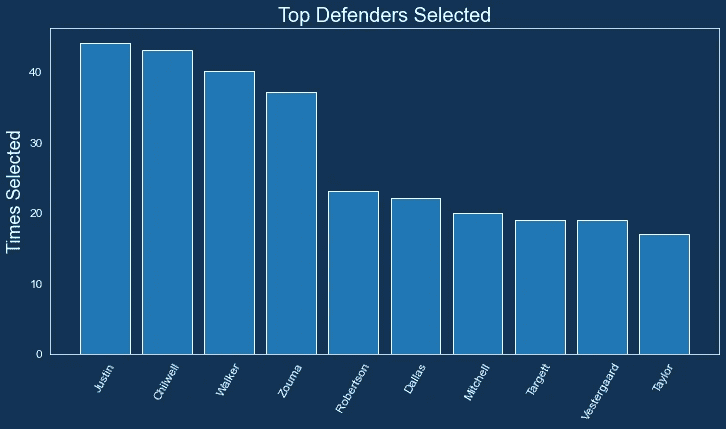 Top Defenders Selected
Times Selected
40
30
20
10
0
Justin
Chilwell
Walker
Zouma
Robertson
Dallas
Mitchell
Targett
Vestergaard
Taylor